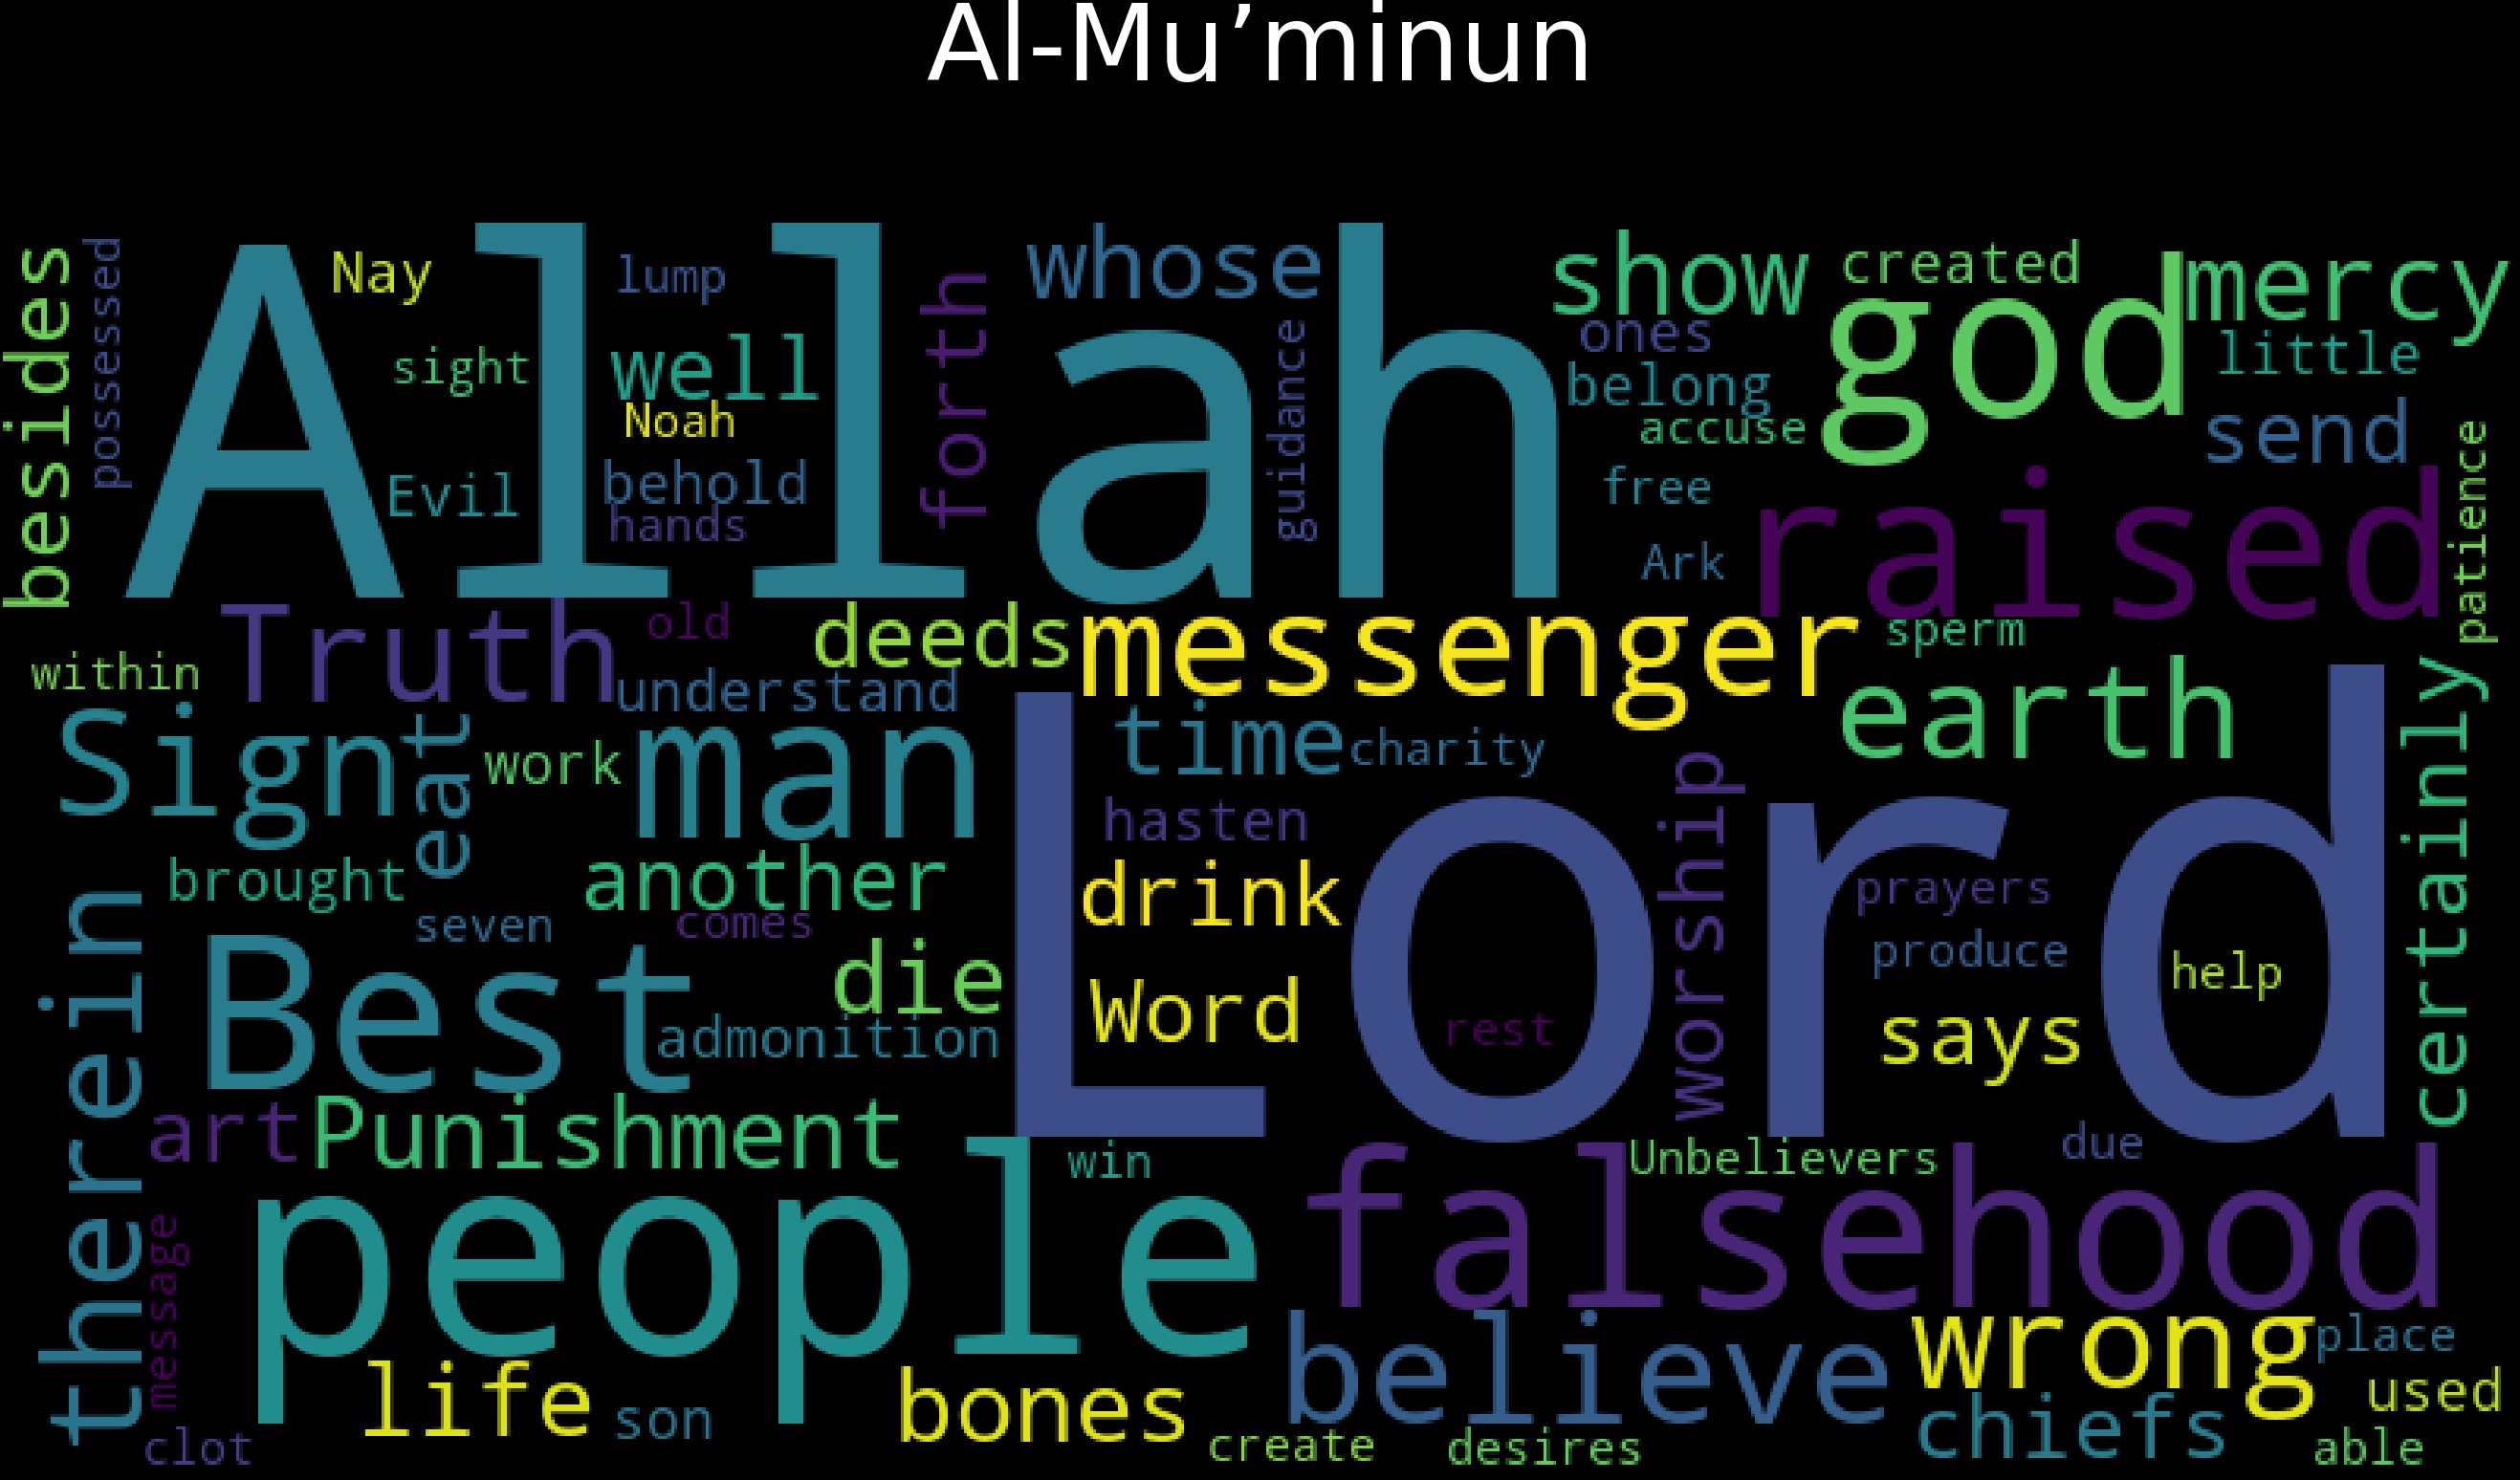 Al-Mu’minun
besides
possessed
Allah
Nay
lump
sight
well
Noah
Evil
behold
hands
forth
whose
guidance
show
created
god
mercy
ones
little
belong
accuse
send
free
Ark
raised
patience
Truth
old
deeds
messenger
sperm
within
understand
earth
certainly
Sign
eat
work
man
time
charity
Lord
worship
hasten
brought
another
drink
prayers
seven
comes
therein
Best
die
Word
produce
help
admonition
rest
says
art
Punishment
people
win
Unbelievers
due
falsehood
message
life
son
bones
believe
wrong
place
used
chiefs
clot
create
desires
able